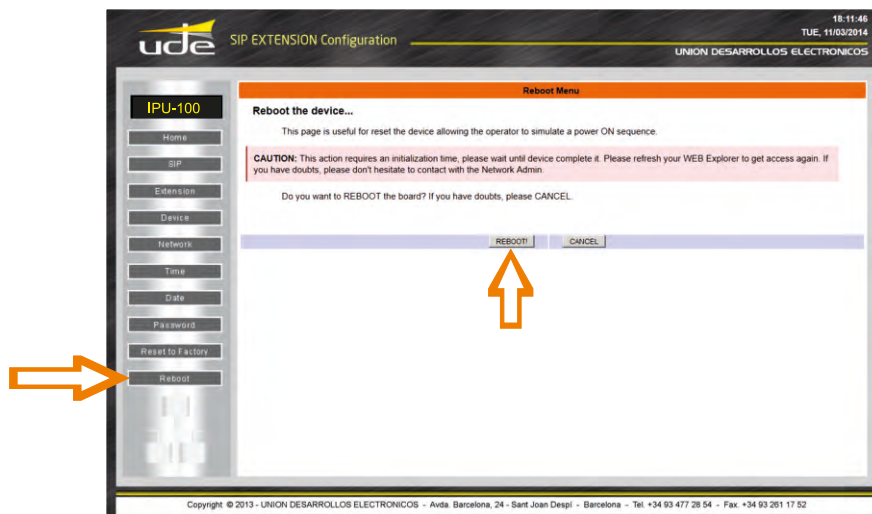 18:11:46
TUE, 11/03/2014
ude
SIP EXTENSION Configuration
UNION DESARROLLOS ELECTRONICOS
IPU-100
Home
SIP
Extension
Device
Network
Time
Date
Password
Reset to Factory
Reboot
Reboot Menu
Reboot the device...
This page is useful for reset the device allowing the operator to simulate a power ON sequence.
CAUTION: This action requires an initialization time, please wait until device complete it. Please refresh your WEB Explorer to get access again. If
you have doubts, please don't hesitate to contact with the Network Admin.
Do you want to REBOOT the board? If you have doubts, please CANCEL.
REBOOT! CANCEL
Copyright © 2013 - UNION DESARROLLOS ELECTRONICOS - Avda. Barcelona, 24 - Sant Joan Despí - Barcelona - Tel. +34 93 477 28 54 - Fax. +34 93 261 17 52